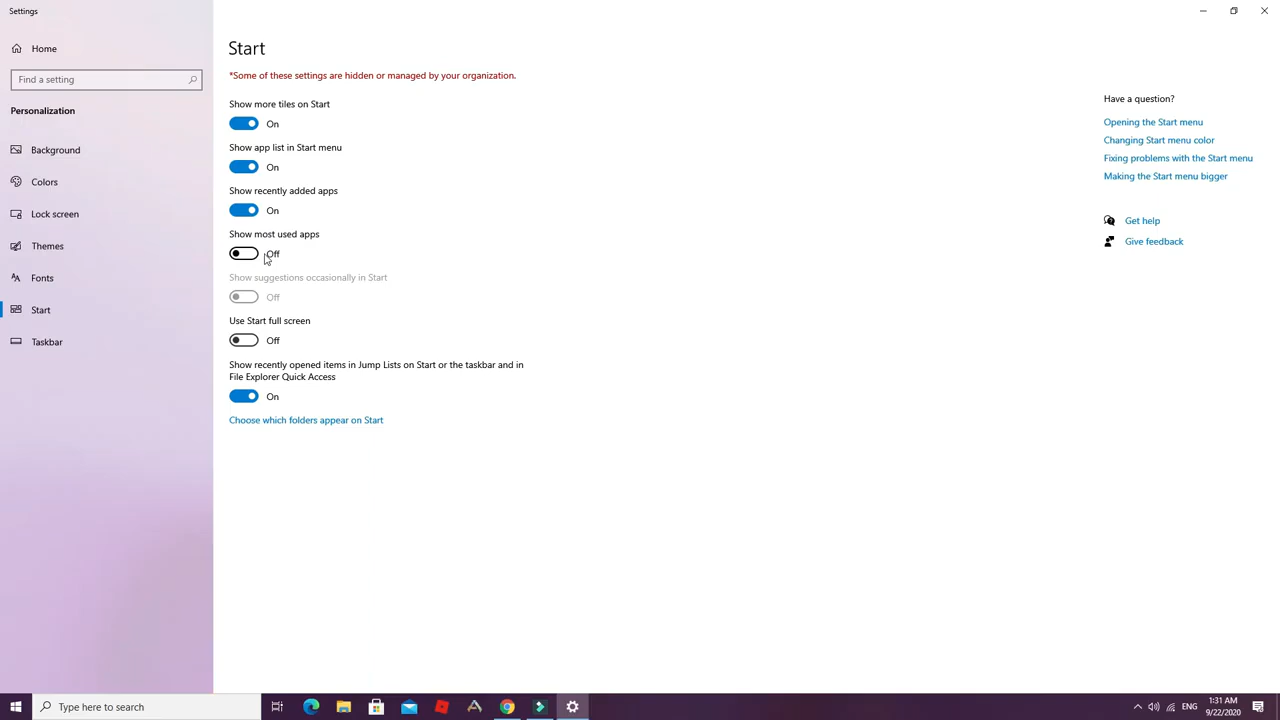 Settings
Home
Find a setting
Personalization
Background
Colors
Lock screen
Themes
Fonts
Start
Taskbar
Start
*Some of these settings are hidden or managed by your organization.
Show more tiles on Start
On
Show app list in Start menu
On
Show recently added apps
On
Show most used apps
Off
Show suggestions occasionally in Start
Off
Use Start full screen
Off
Show recently opened items in Jump Lists on Start or the taskbar and in
File Explorer Quick Access
On
Choose which folders appear on Start
Have a question?
Opening the Start menu
Changing Start menu color
Fixing problems with the Start menu
Making the Start menu bigger
Get help
Give feedback
Type here to search
ENG
1:31 AM
9/22/2020